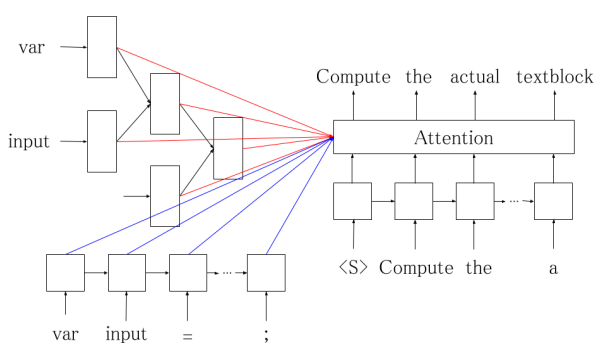 var
Compute the actual textblock
input
Attention
...
<S> Compute the a
...
var input = ;